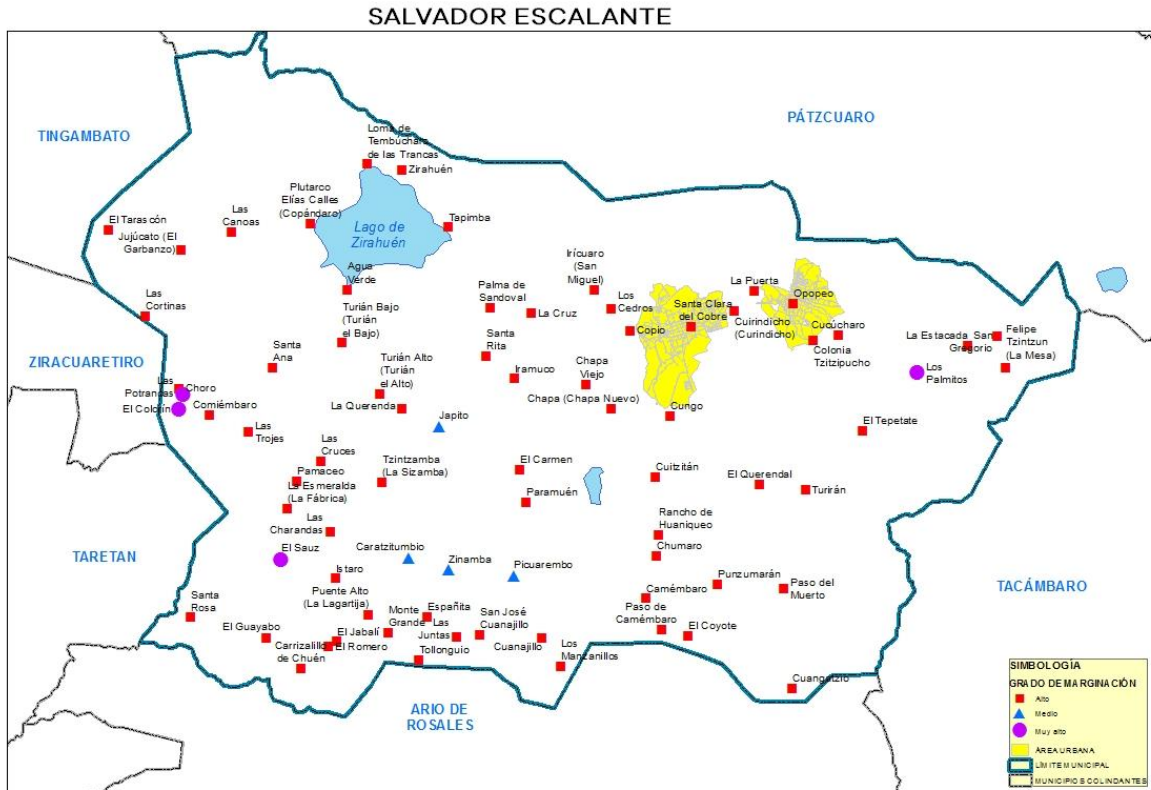 SALVADOR ESCALANTE
TINGAMBATO
PÁTZCUARO
Loma de
Tembúcharo
de las Trancas
Zirahuén
Plutarco
Elías Calles
(Copándaro)
Las
Canoas
El Tarascón
Jujúcato (El
Garbanzo)
Lago de
Zirahuén
Tapimba
Agua
Verde
Irícuaro
(San
Miguel)
La Puerta
Opopeo
Las
Cortinas
Turián Bajo
(Turián
el Bajo)
Palma de
Sandoval
La Cruz
Los
Cedros
Copio
Santa Clara
del Cobre
Cuirindicho
(Curindicho)
Cucúcharo
Colonia
Tzitzipucho
La Estacada
San
Gregorio
Felipe
Tzintzun
(La Mesa)
ZIRACUARETIRO
Santa
Ana
Santa
Rita
Turián Alto
(Turián
el Alto)
Iramuco
Chapa
Viejo
Los
Palmitos
Las
Potrancas
Choro
El Colorín
Comiémbaro
La Querenda
Chapa (Chapa Nuevo)
Cungo
Las
Trojes
Japito
El Tepetate
Las
Cruces
Pamaceo
Tzintzamba
(La Sizamba)
El Carmen
Cuitzitán
El Querendal
Turirán
La Esmeralda
(La Fábrica)
Paramuén
Las
Charandas
Rancho de
Huaniqueo
Chumaro
TARETAN
El Sauz
Caratzitumbio
Zinamba
Picuarembo
Istaro
Punzumarán
Paso del
Muerto
TACÁMBARO
Santa
Rosa
Puente Alto
(La Lagartija)
Monte
Grande
Españita
Las
Juntas
San José
Cuanajillo
Camémbaro
Paso de
Camémbaro
El Guayabo
El Jabalí
El Romero
Carrizalillo
de Chuén
Tollonguio
Cuanajillo
Los
Manzanillos
El Coyote
Cuangatzio
ARIO DE
ROSALES
SIMBOLOGÍA
GRADO DE MARGINACIÓN
Alto
Medio
Muy alto
ÁREA URBANA
LÍMITE MUNICIPAL
MUNICIPIOS COLINDANTES